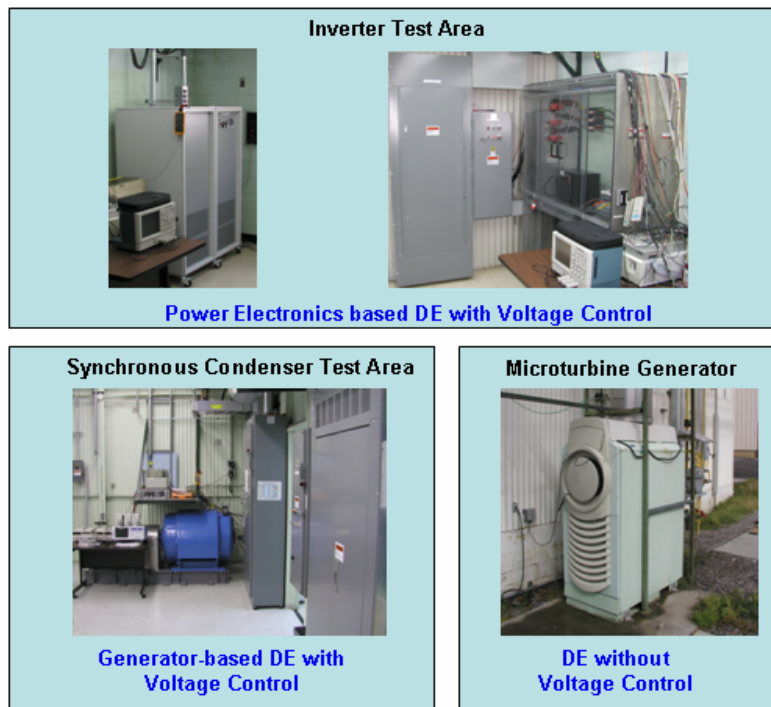 Inverter Test Area
Power Electronics based DE with Voltage Control
Synchronous Condenser Test Area
Generator-based DE with
Voltage Control
Microturbine Generator
DE without
Voltage Control